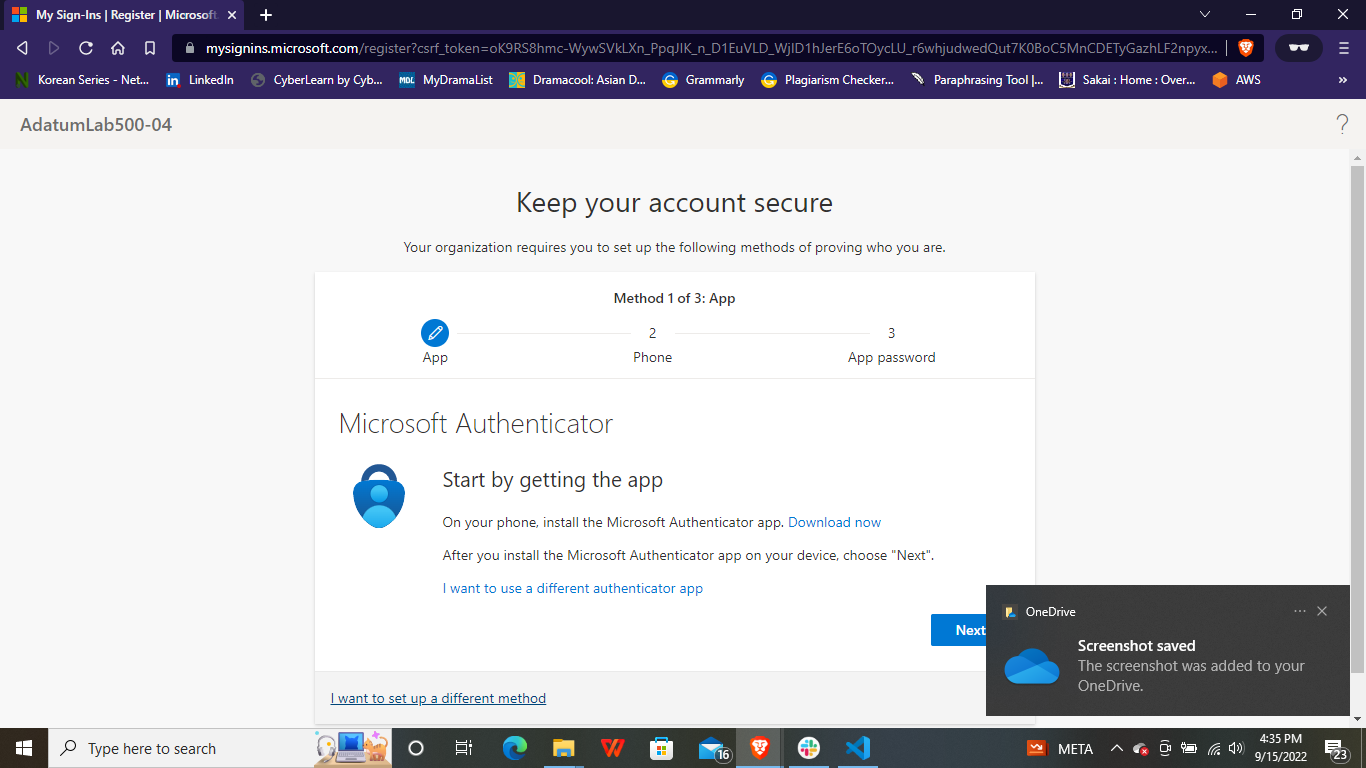 My Sign-Ins | Register | Microsoft
mysignins.microsoft.com/register?csrf_token=oK9RS8hmc-WywSVkLXn_PpqJIK_n_D1EuVLD_WjID1hJerE6oTOycLU_r6whjudwedQut7K0BoC5MnCDETyGazhLF2npyx...
Korean Series - Net...
LinkedIn
CyberLearn by Cyb...
MDL MyDramaList
Dramacool: Asian D...
Grammarly
Plagiarism Checker...
Paraphrasing Tool |...
Sakai : Home : Over...
AWS
AdatumLab500-04
Keep your account secure
Your organization requires you to set up the following methods of proving who you are.
Method 1 of 3: App
2
3
App
Phone
App password
Microsoft Authenticator
Start by getting the app
On your phone, install the Microsoft Authenticator app. Download now
After you install the Microsoft Authenticator app on your device, choose "Next".
I want to use a different authenticator app
Next
I want to set up a different method
OneDrive
Screenshot saved
The screenshot was added to your
OneDrive.
Type here to search
16
META
4:35 PM
9/15/2022
23